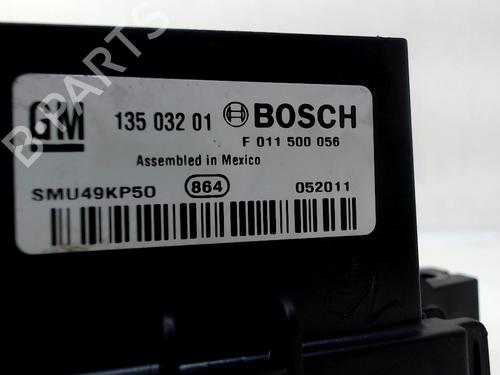 GM 135 032 01 BOSCH
F 011 500 056
Assembled in Mexico
SMU49KP50 864 052011
B-PARTS